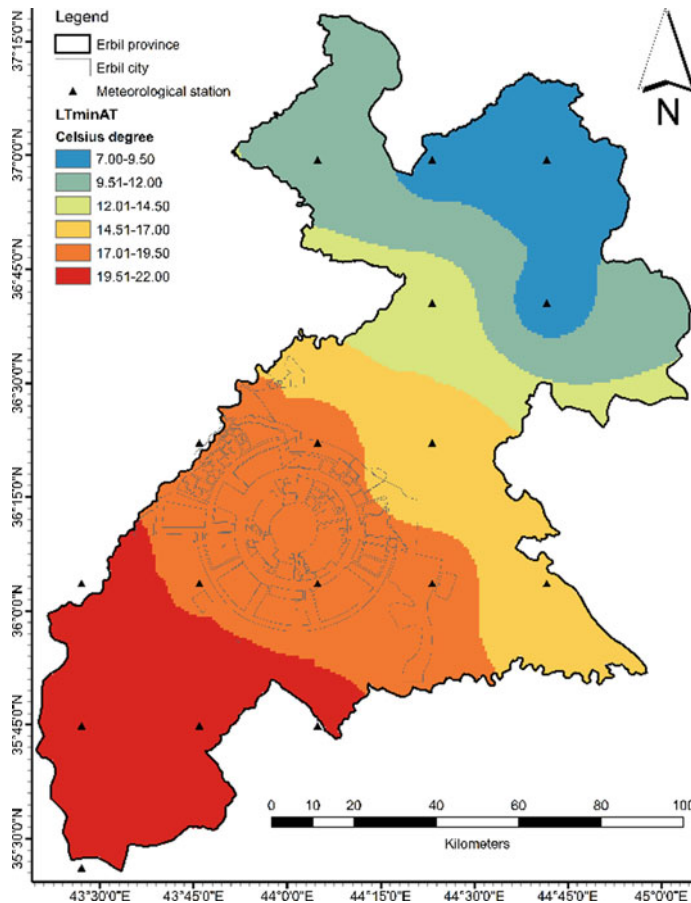 Legend
Erbil province
Erbil city
Meteorological station
LTminAT
Celsius degree
7.00-9.50
9.51-12.00
12.01-14.50
14.51-17.00
17.01-19.50
19.51-22.00
N
37°15'0"N
37°0'0"N
36°45'0"N
36°30'0"N
36°15'0"N
36°0'0"N
35°45'0"N
35°30'0"N
0 10 20 40 60 80 100
Kilometers
43°30'0"E 43°45'0"E 44°0'0"E 44°15'0"E 44°30'0"E 44°45'0"E 45°0'0"E